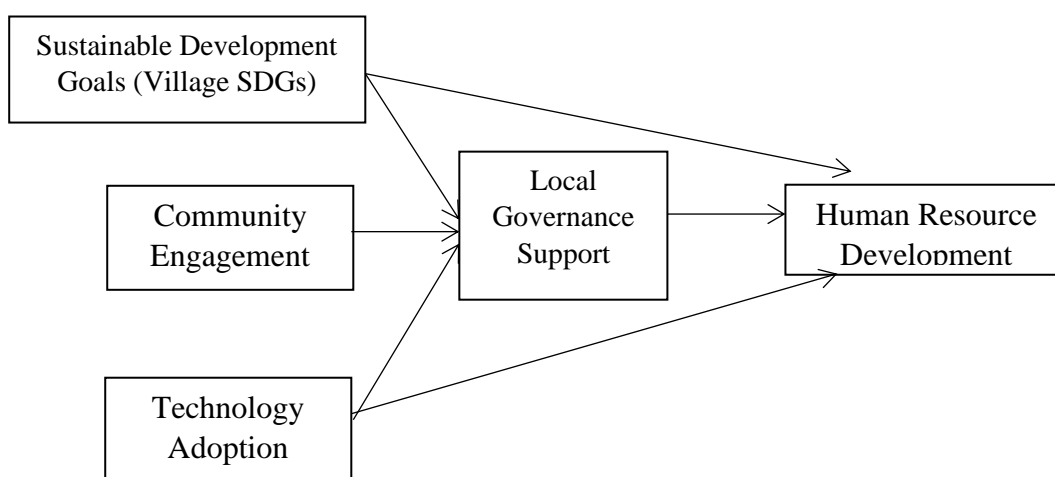 Sustainable Development
Goals (Village SDGs)
Community
Engagement
Technology
Adoption
Local
Governance
Support
Human Resource
Development